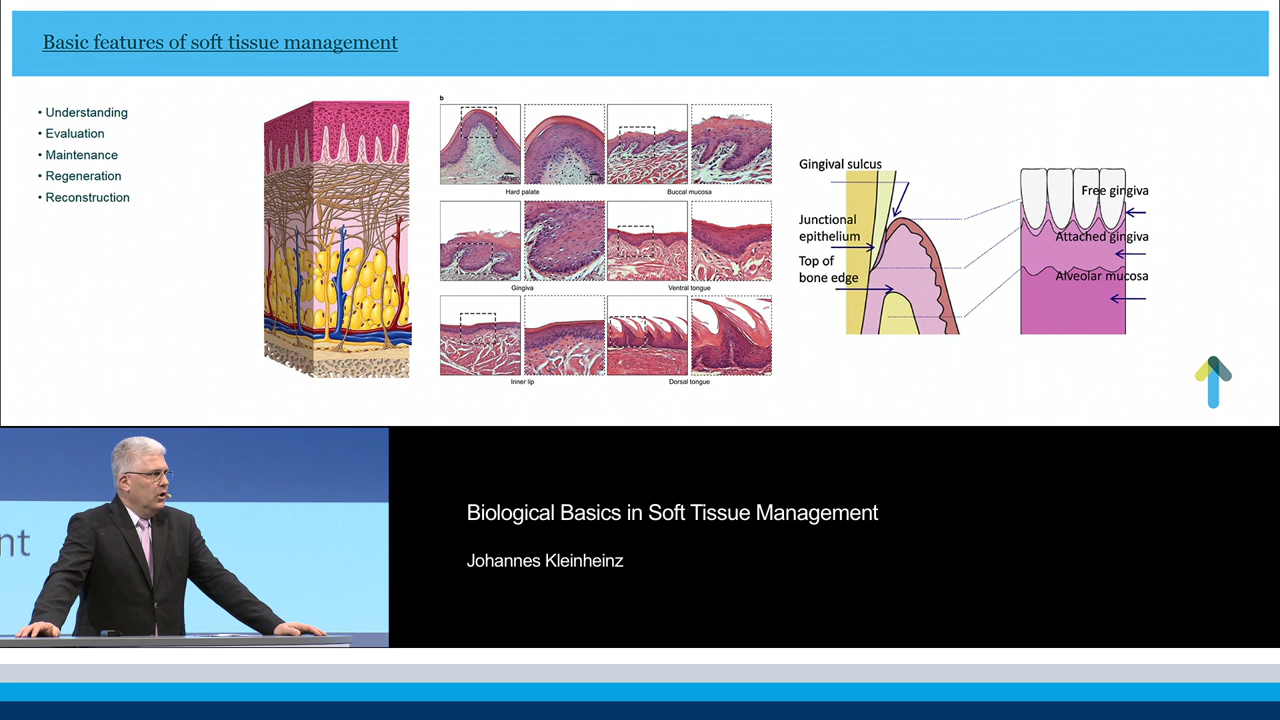 Basic features of soft tissue management
• Understanding
• Evaluation
• Maintenance
• Regeneration
• Reconstruction
b
Hard palate
Buccal mucosa
Gingiva
Ventral tongue
Inner lip
Dorsal tongue
Gingival sulcus
Junctional
epithelium
Top of
bone edge
Free gingiva
Attached gingiva
Alveolar mucosa
nt
Biological Basics in Soft Tissue Management
Johannes Kleinheinz